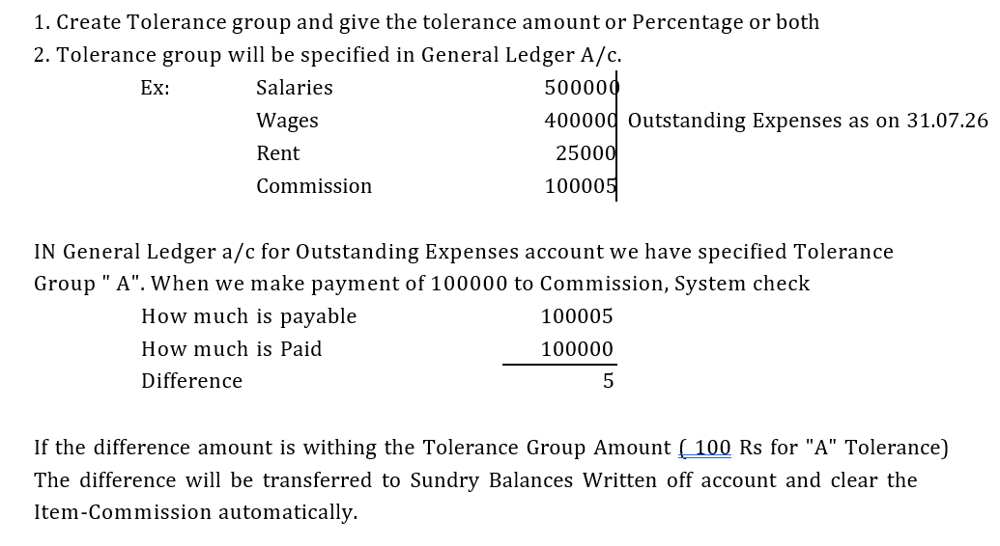 1. Create Tolerance group and give the tolerance amount or Percentage or both
2. Tolerance group will be specified in General Ledger A/c.
Ex: Salaries 500000
Wages 400000 Outstanding Expenses as on 31.07.26
Rent 25000
Commission 100005
IN General Ledger a/c for Outstanding Expenses account we have specified Tolerance
Group " A". When we make payment of 100000 to Commission, System check
How much is payable 100005
How much is Paid 100000
Difference 5
If the difference amount is withing the Tolerance Group Amount ( 100 Rs for "A" Tolerance)
The difference will be transferred to Sundry Balances Written off account and clear the
Item-Commission automatically.